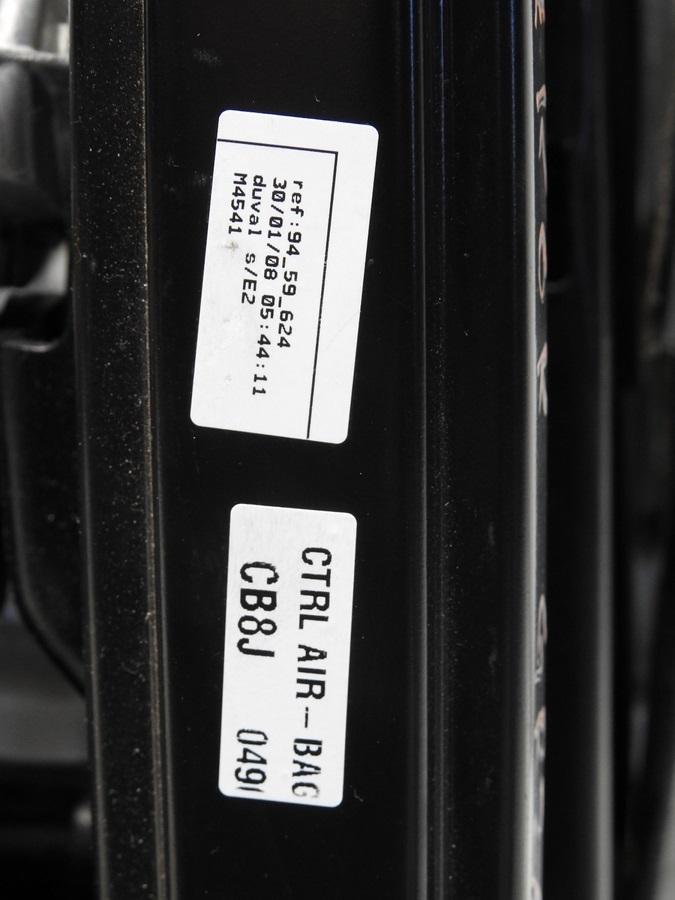 ref:94_59_624
30/01/08 05:44:11
duval s/E2
M4541
CTRL AIR-BAG
CB8J 049